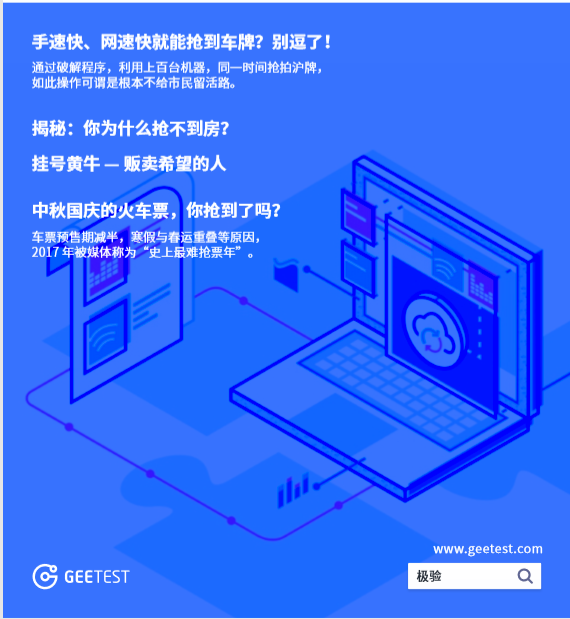 手速快、网速快就能抢到车牌？别逗了！
通过破解程序，利用上百台机器，同一时间抢拍沪牌，
如此操作可谓是根本不给市民留活路。
揭秘：你为什么抢不到房？
挂号黄牛 — 贩卖希望的人
中秋国庆的火车票，你抢到了吗？
车票预售期减半，寒假与春运重叠等原因，
2017 年被媒体称为“史上最难抢票年”。
www.geetest.com
GEETEST
极验